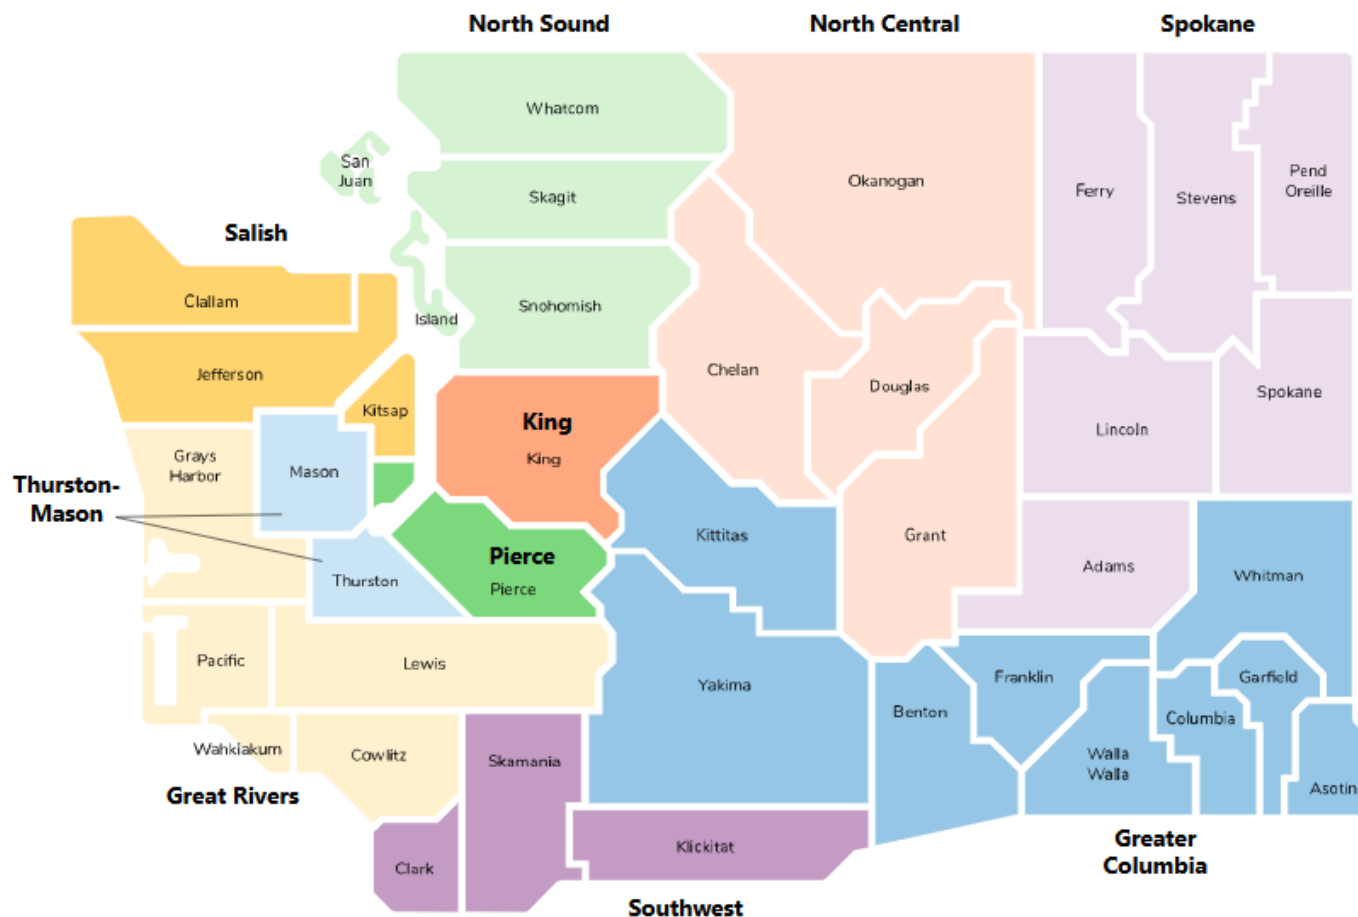 North Sound
North Central
Spokane
Whatcom
San
Juan
Skagit
Okanogan
Ferry
Stevens
Pend
Oreille
Salish
Clallam
Island
Snohomish
Jefferson
Kitsap
Chelan
Douglas
Spokane
King
King
Lincoln
Grays
Harbor
Mason
Thurston-
Mason
Kittitas
Grant
Pierce
Pierce
Thurston
Adams
Whitman
Pacific
Lewis
Yakima
Franklin
Garfield
Benton
Columbia
Wahkiakum
Cowlitz
Skamania
Walla
Walla
Asotin
Great Rivers
Greater
Columbia
Clark
Klickitat
Southwest